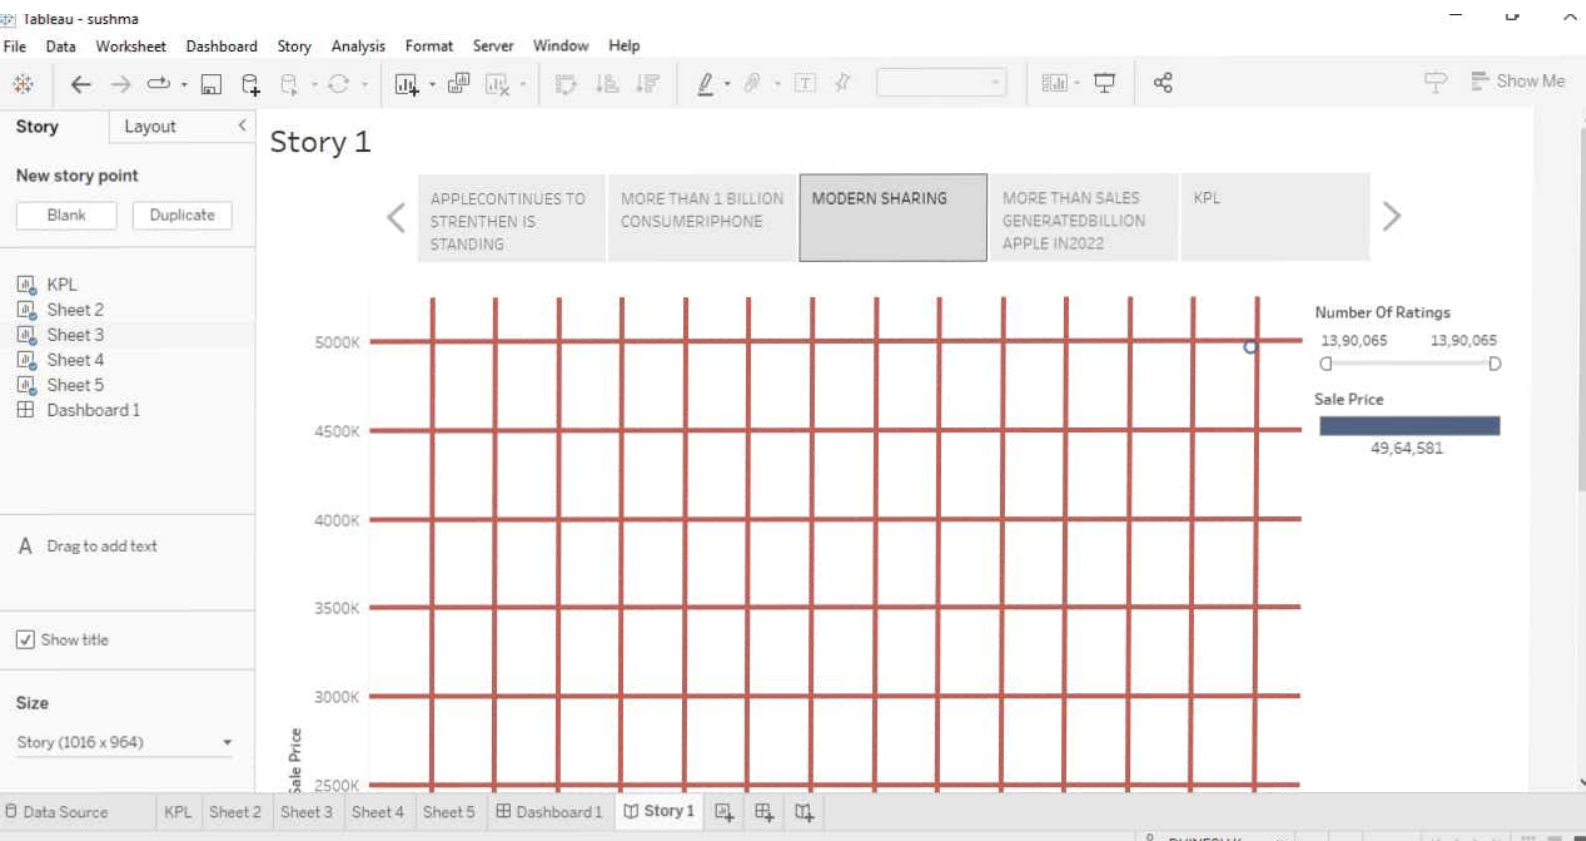 Tableau - sushma
File Data Worksheet Dashboard Story Analysis Format Server Window Help
Show Me
Story Layout
New story point
Blank Duplicate
KPL
Sheet 2
Sheet 3
Sheet 4
Sheet 5
Dashboard 1
A Drag to add text
Show title
Size
Story (1016 x 964)
Story 1
APPLECONTINUES TO
STRENTHEN IS
STANDING
MORE THAN 1 BILLION
CONSUMERIPHONE
MODERN SHARING
MORE THAN SALES
GENERATEDBILLION
APPLE IN2022
KPL
5000K
4500K
4000K
3500K
3000K
2500K
Sale Price
Number Of Ratings
13,90,065 13,90,065
Sale Price
49,64,581
Data Source KPL Sheet 2 Sheet 3 Sheet 4 Sheet 5 Dashboard 1 Story 1